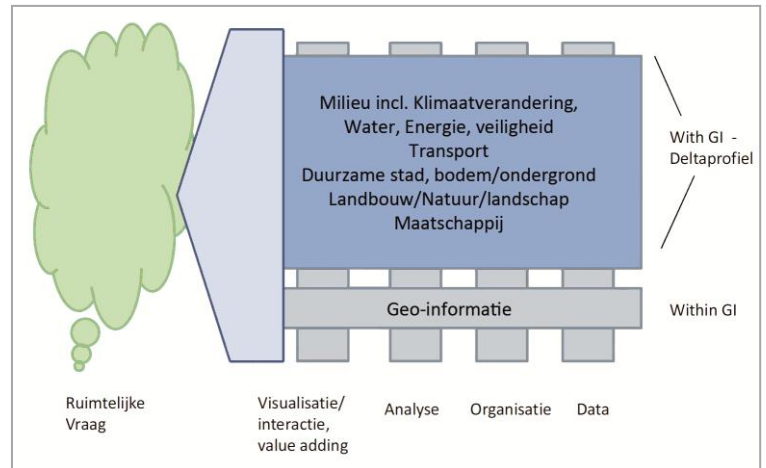 Milieu incl. Klimaatverandering,
Water, Energie, veiligheid
Transport
Duurzame stad, bodem/ondergrond
Landbouw/Natuur/landschap
Maatschappij
With GI -
Deltaprofiel
Geo-informatie
Within GI
Ruimtelijke
Vraag
Visualisatie/
interactie,
value adding
Analyse
Organisatie
Data